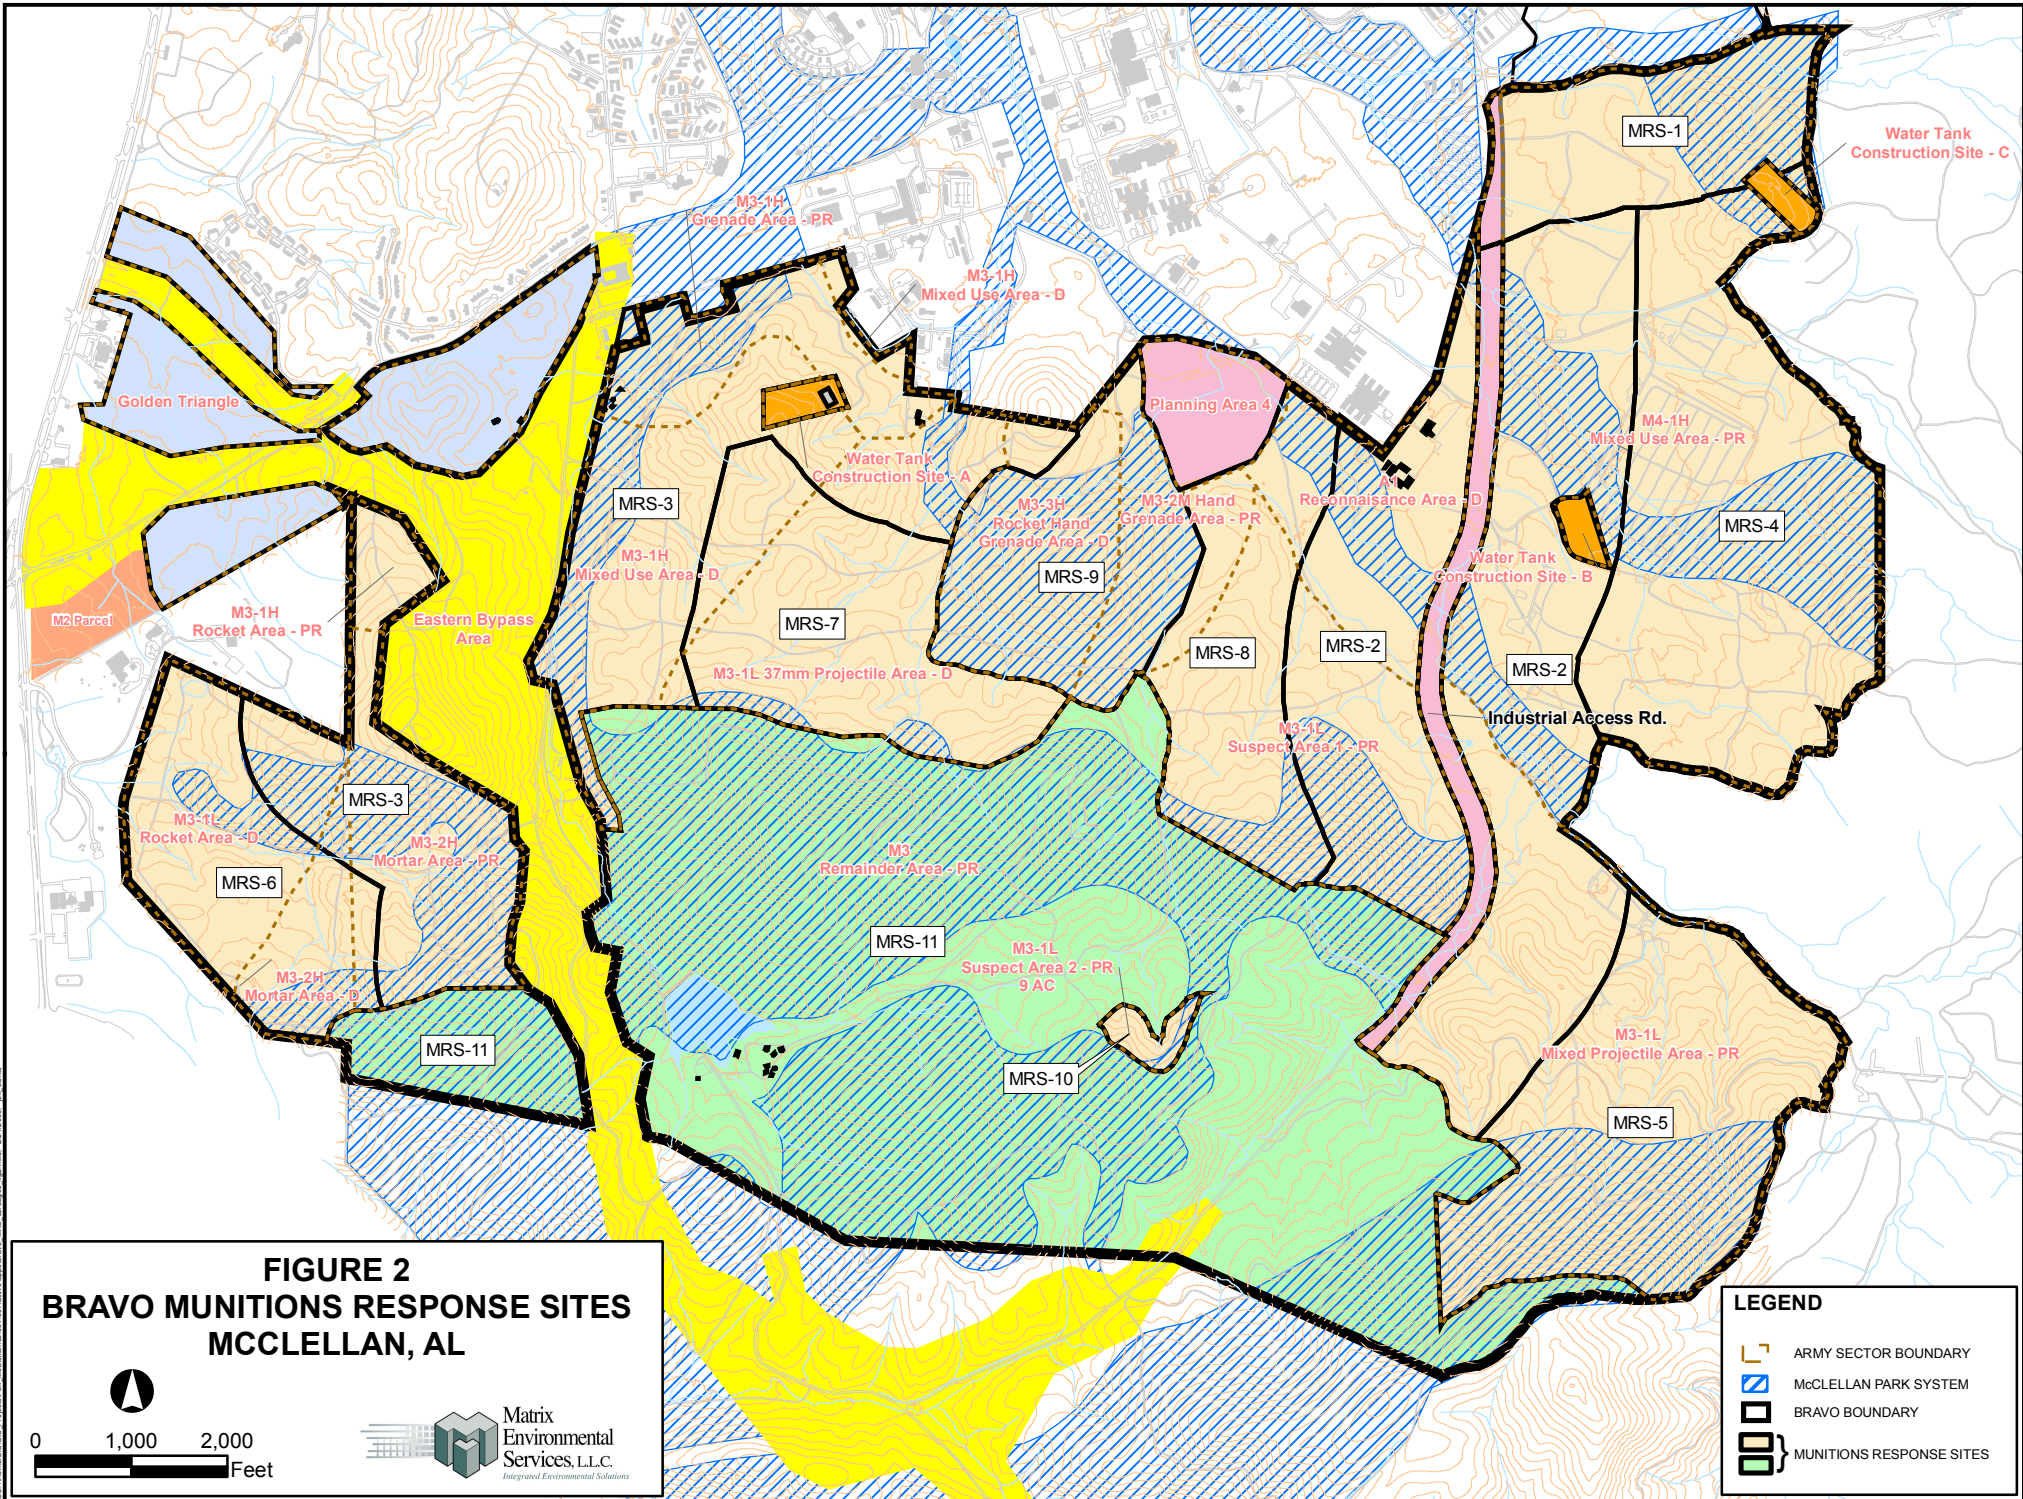 MRS-1
Water Tank
Construction Site - C
M3-1H
Grenade Area - PR
M3-1H
Mixed Use Area - D
Golden Triangle
Planning Area 4
M4-1H
Mixed Use Area - PR
Water Tank
Construction Site - A
A1
Reconnaisance Area - D
MRS-3
M3-3H
Rocket Hand
Grenade Area - D
M3-2M Hand
Grenade Area - PR
MRS-4
M3-1H
Mixed Use Area - D
MRS-9
Water Tank
Construction Site - B
M2 Parcel
M3-1H
Rocket Area - PR
Eastern Bypass
Area
MRS-7
MRS-8
MRS-2
MRS-2
M3-1L 37mm Projectile Area - D
Industrial Access Rd.
M3-1L
Suspect Area 1 - PR
MRS-3
M3-1L
Rocket Area - D
M3-2H
Mortar Area - PR
M3
Remainder Area - PR
MRS-6
MRS-11
M3-1L
Suspect Area 2 - PR
9 AC
M3-2H
Mortar Area - D
MRS-11
MRS-10
M3-1L
Mixed Projectile Area - PR
MRS-5
FIGURE 2
BRAVO MUNITIONS RESPONSE SITES
MCCLELLAN, AL
0 1,000 2,000
Feet
Matrix
Environmental
Services, L.L.C.
Integrated Environmental Solutions
LEGEND
ARMY SECTOR BOUNDARY
McCLELLAN PARK SYSTEM
BRAVO BOUNDARY
MUNITIONS RESPONSE SITES